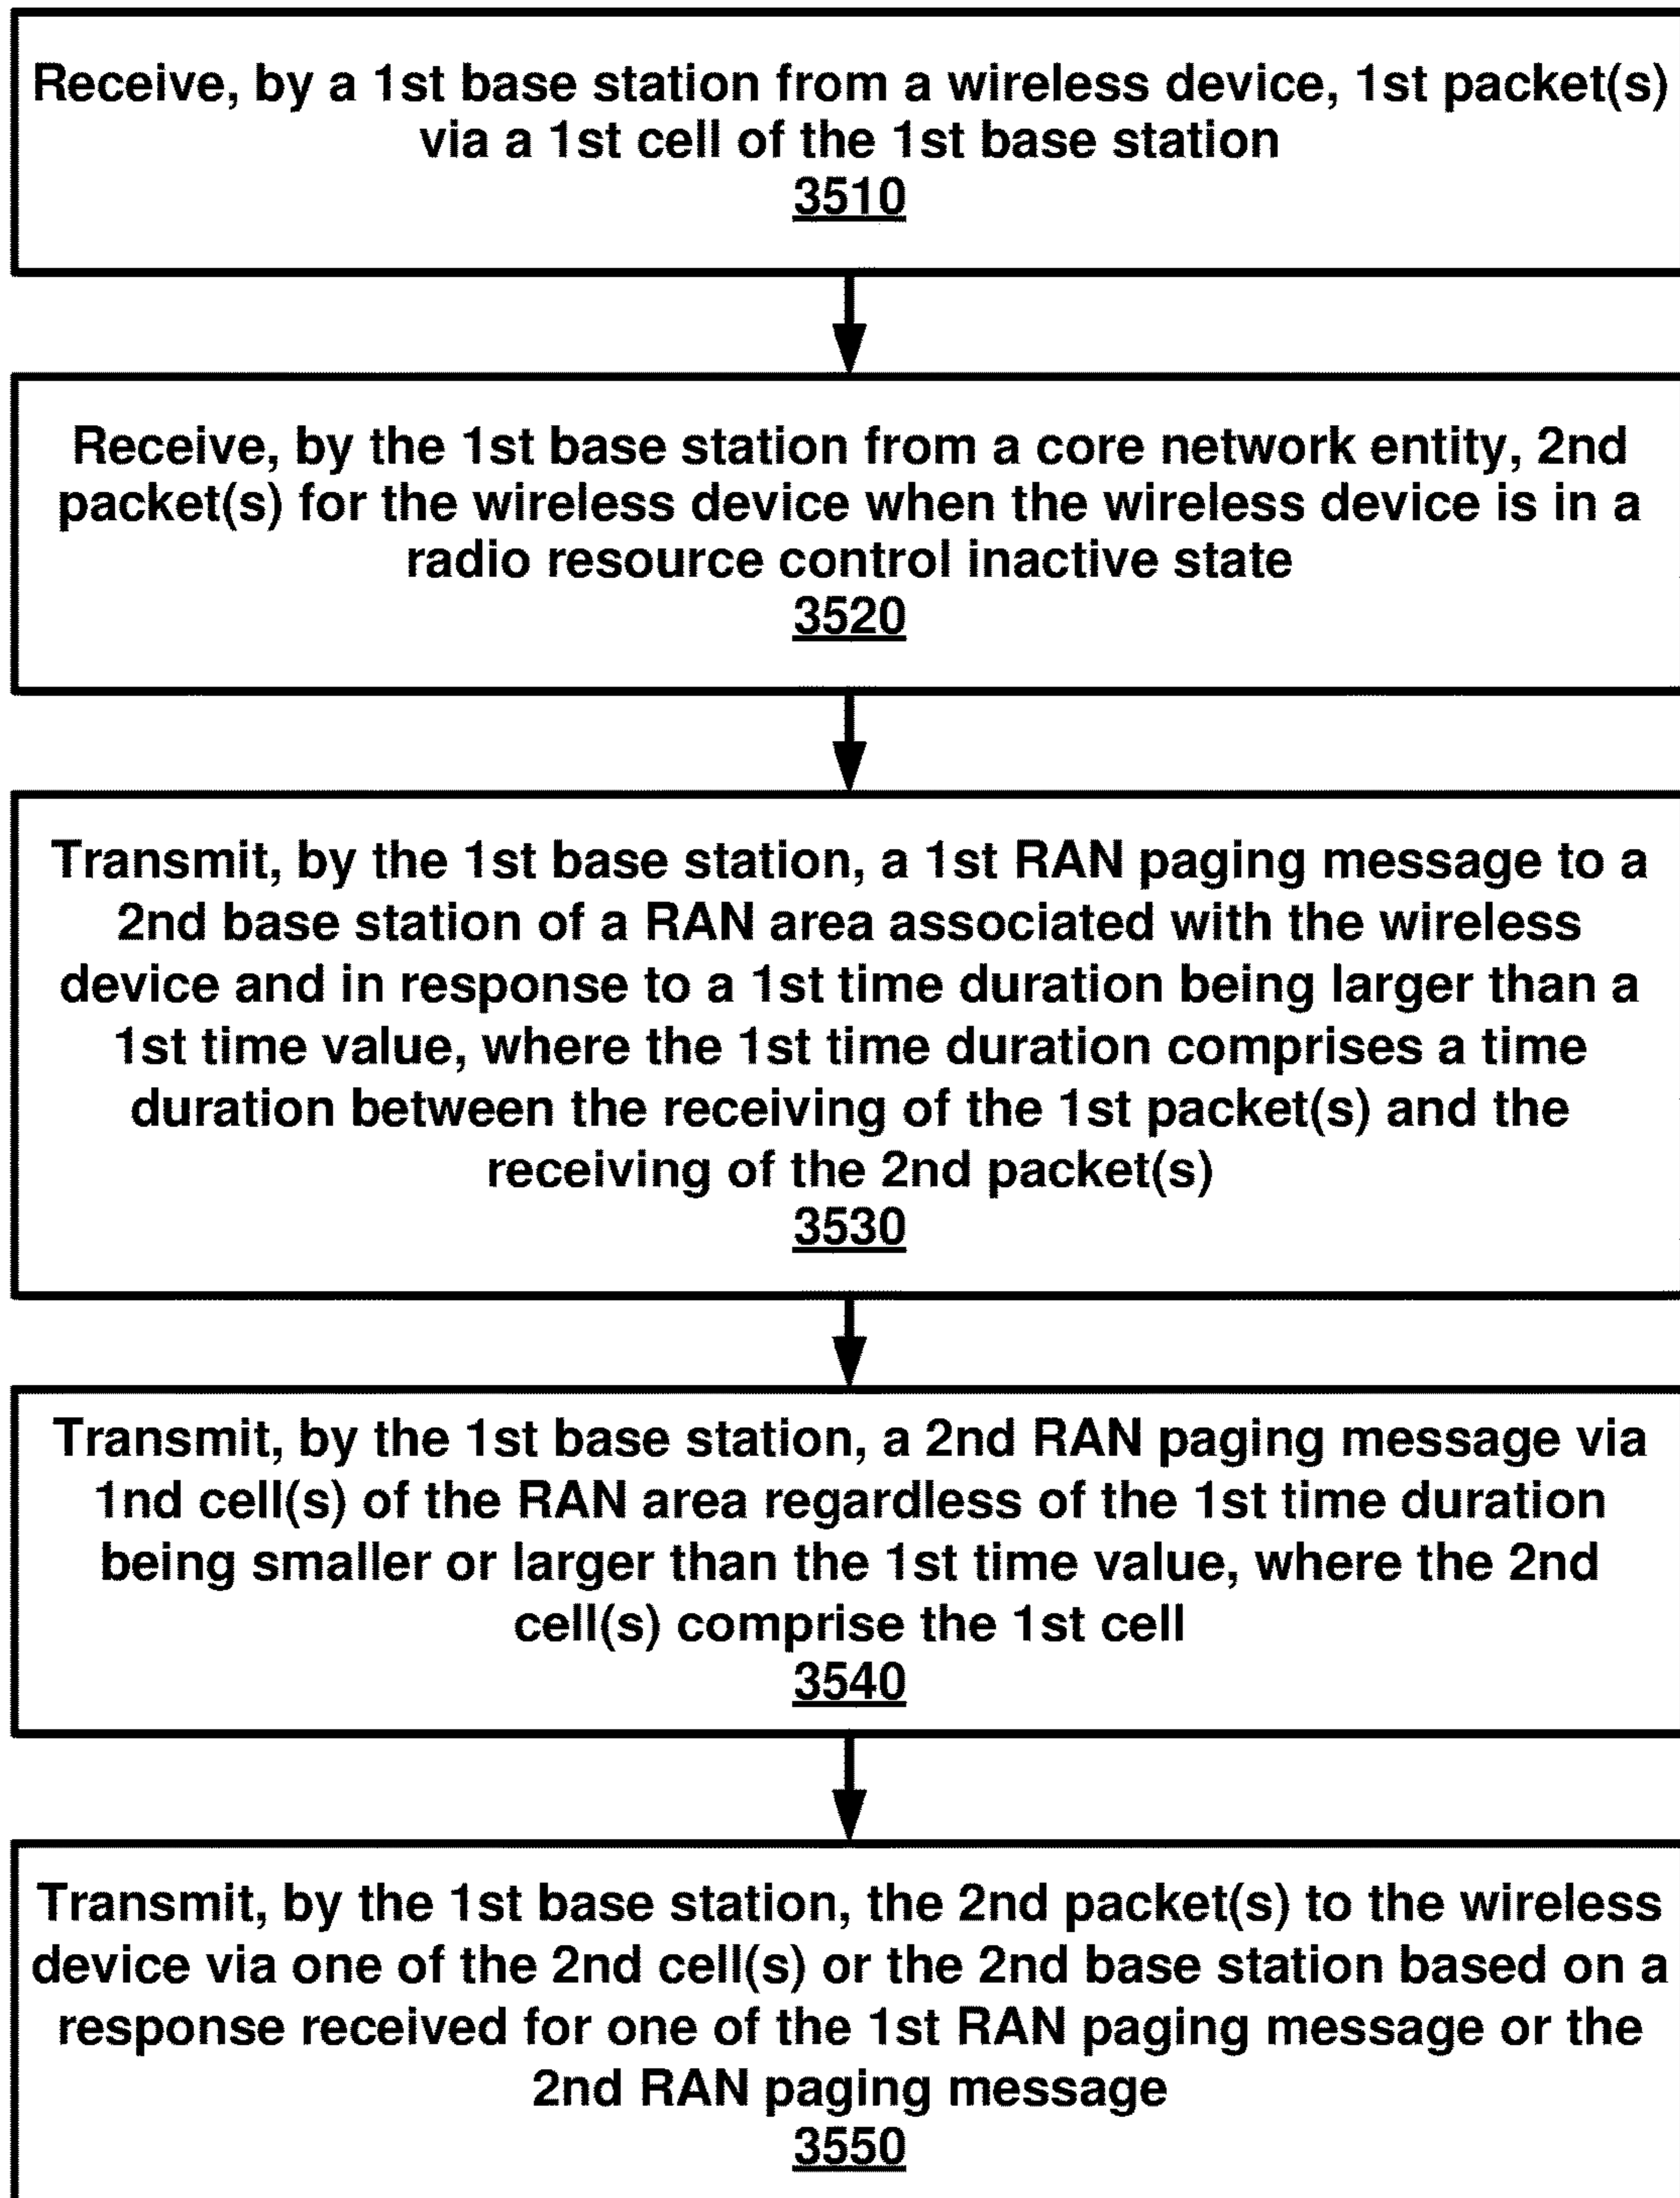 Receive, by a 1st base station from a wireless device, 1st packet(s)
via a 1st cell of the 1st base station
3510
Receive, by the 1st base station from a core network entity, 2nd
packet(s) for the wireless device when the wireless device is in a
radio resource control inactive state
3520
Transmit, by the 1st base station, a 1st RAN paging message to a
2nd base station of a RAN area associated with the wireless
device and in response to a 1st time duration being larger than a
1st time value, where the 1st time duration comprises a time
duration between the receiving of the 1st packet(s) and the
receiving of the 2nd packet(s)
3530
Transmit, by the 1st base station, a 2nd RAN paging message via
1nd cell(s) of the RAN area regardless of the 1st time duration
being smaller or larger than the 1st time value, where the 2nd
cell(s) comprise the 1st cell
3540
Transmit, by the 1st base station, the 2nd packet(s) to the wireless
device via one of the 2nd cell(s) or the 2nd base station based on a
response received for one of the 1st RAN paging message or the
2nd RAN paging message
3550